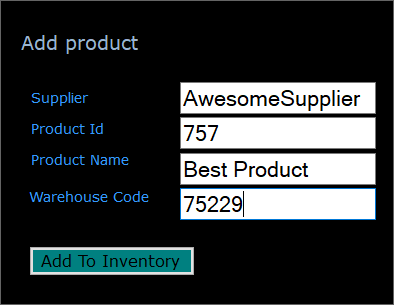 Add product
Supplier AwesomeSupplier
Product Id 757
Product Name Best Product
Warehouse Code 75229
Add To Inventory